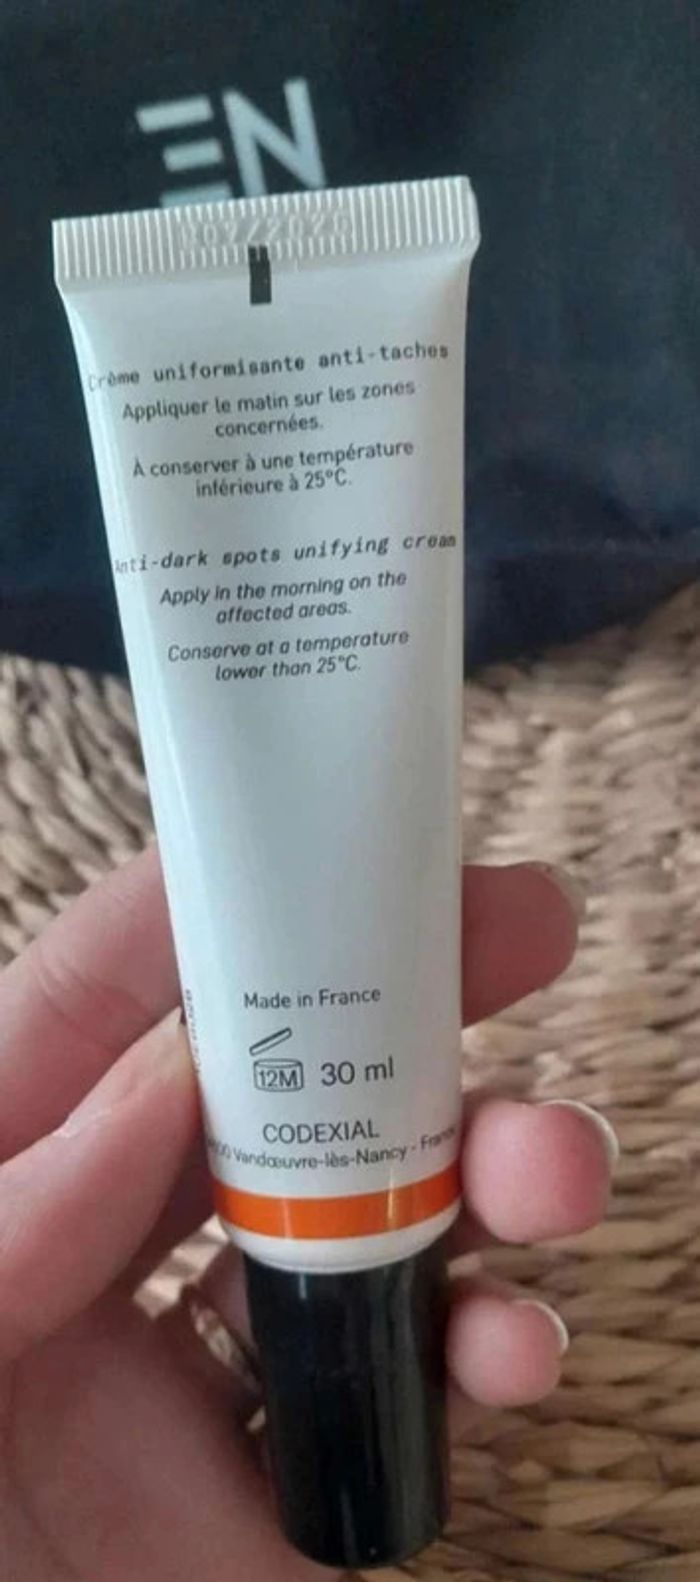 EN
Crème uniformisante anti-taches
Appliquer le matin sur les zones
concernées.
À conserver à une température
inférieure à 25°C.
Anti-dark spots unifying cream
Apply in the morning on the
affected areas.
Conserve at a temperature
lower than 25°C.
Made in France
12M 30 ml
CODEXIAL
Vandœuvre-lès-Nancy - France